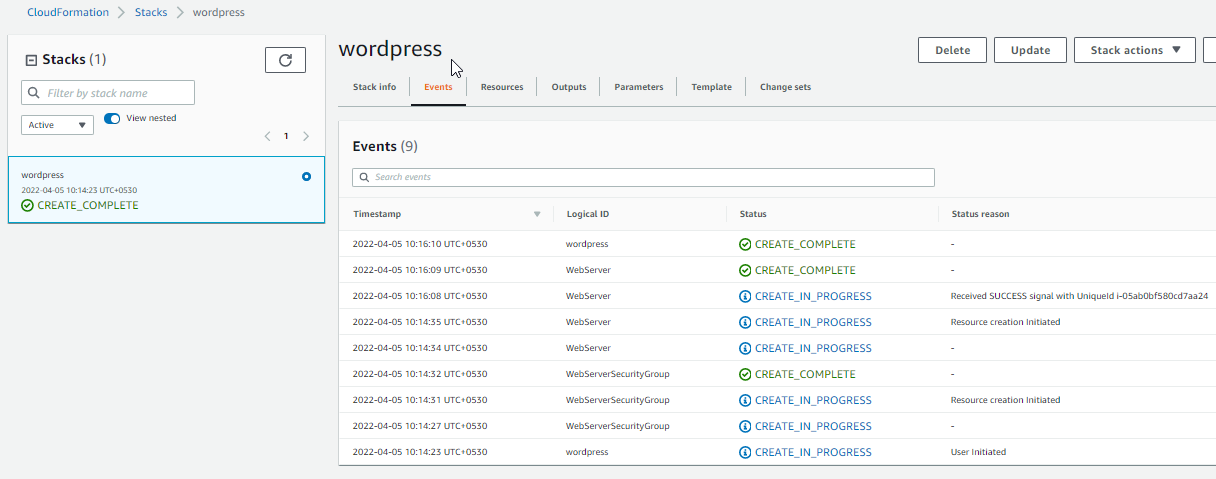 CloudFormation > Stacks > wordpress
Stacks (1)
Filter by stack name
Active
View nested
1
wordpress
2022-04-05 10:14:23 UTC+0530
CREATE_COMPLETE
wordpress
Delete Update Stack actions
Stack info Events Resources Outputs Parameters Template Change sets
Events (9)
Search events
Timestamp Logical ID Status Status reason
2022-04-05 10:16:10 UTC+0530 wordpress CREATE_COMPLETE -
2022-04-05 10:16:09 UTC+0530 WebServer CREATE_COMPLETE -
2022-04-05 10:16:08 UTC+0530 WebServer CREATE_IN_PROGRESS Received SUCCESS signal with UniqueId i-05ab0bf580cd7aa24
2022-04-05 10:14:35 UTC+0530 WebServer CREATE_IN_PROGRESS Resource creation Initiated
2022-04-05 10:14:34 UTC+0530 WebServer CREATE_IN_PROGRESS -
2022-04-05 10:14:32 UTC+0530 WebServerSecurityGroup CREATE_COMPLETE -
2022-04-05 10:14:31 UTC+0530 WebServerSecurityGroup CREATE_IN_PROGRESS Resource creation Initiated
2022-04-05 10:14:27 UTC+0530 WebServerSecurityGroup CREATE_IN_PROGRESS -
2022-04-05 10:14:23 UTC+0530 wordpress CREATE_IN_PROGRESS User Initiated